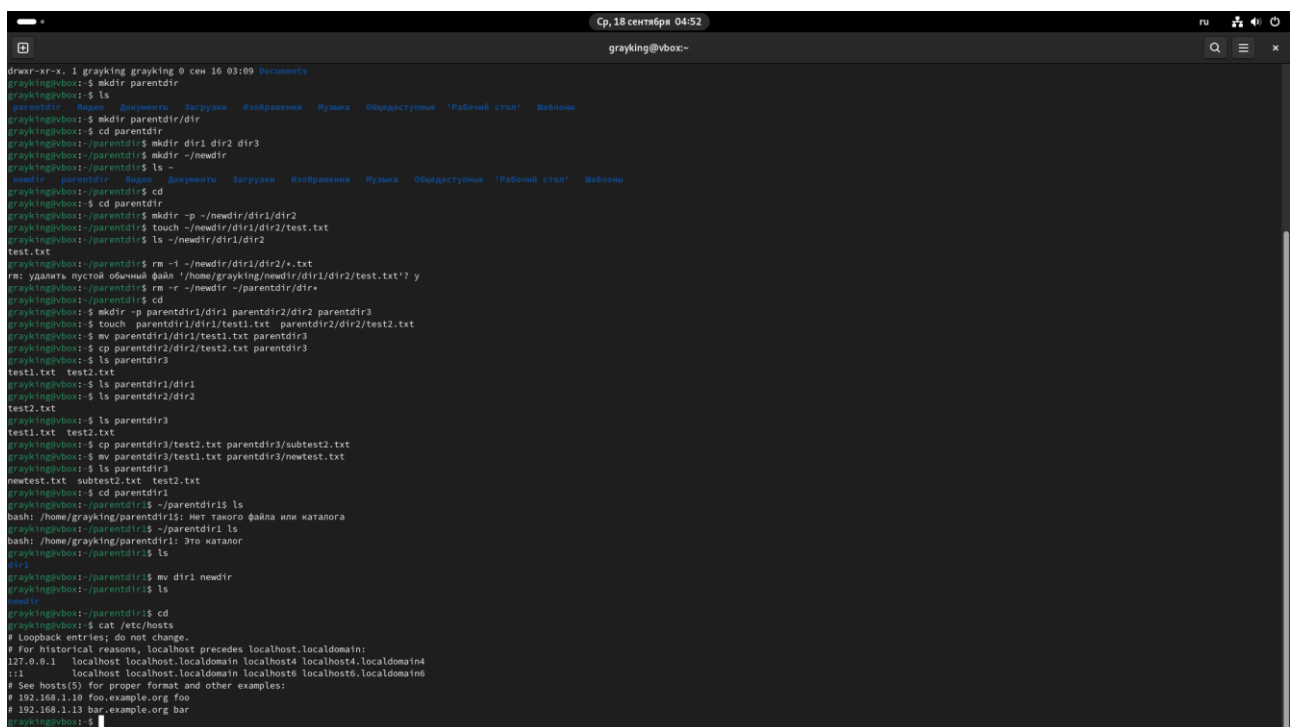 Ср, 18 сентября 04:52
ru
grayking@vbox:~
drwxr-xr-x. 1 grayking grayking 0 сен 16 03:09 Documents
grayking@vbox:~$ mkdir parentdir
grayking@vbox:~$ ls
parentdir Видео Документы Загрузки Изображения Музыка Общедоступные 'Рабочий стол' Шаблоны
grayking@vbox:~$ mkdir parentdir/dir
grayking@vbox:~$ cd parentdir
grayking@vbox:~/parentdir$ mkdir dir1 dir2 dir3
grayking@vbox:~/parentdir$ mkdir ~/newdir
grayking@vbox:~/parentdir$ ls ~
newdir parentdir Видео Документы Загрузки Изображения Музыка Общедоступные 'Рабочий стол' Шаблоны
grayking@vbox:~/parentdir$ cd
grayking@vbox:~$ cd parentdir
grayking@vbox:~/parentdir$ mkdir -p ~/newdir/dir1/dir2
grayking@vbox:~/parentdir$ touch ~/newdir/dir1/dir2/test.txt
grayking@vbox:~/parentdir$ ls ~/newdir/dir1/dir2
test.txt
grayking@vbox:~/parentdir$ rm -i ~/newdir/dir1/dir2/*.txt
rm: удалить пустой обычный файл '/home/grayking/newdir/dir1/dir2/test.txt'? y
grayking@vbox:~/parentdir$ rm -r ~/newdir ~/parentdir/dir*
grayking@vbox:~/parentdir$ cd
grayking@vbox:~$ mkdir -p parentdir1/dir1 parentdir2/dir2 parentdir3
grayking@vbox:~$ touch parentdir1/dir1/test1.txt parentdir2/dir2/test2.txt
grayking@vbox:~$ mv parentdir1/dir1/test1.txt parentdir3
grayking@vbox:~$ cp parentdir2/dir2/test2.txt parentdir3
grayking@vbox:~$ ls parentdir3
test1.txt test2.txt
grayking@vbox:~$ ls parentdir1/dir1
grayking@vbox:~$ ls parentdir2/dir2
test2.txt
grayking@vbox:~$ ls parentdir3
test1.txt test2.txt
grayking@vbox:~$ cp parentdir3/test2.txt parentdir3/subtest2.txt
grayking@vbox:~$ mv parentdir3/test1.txt parentdir3/newtest.txt
grayking@vbox:~$ ls parentdir3
newtest.txt subtest2.txt test2.txt
grayking@vbox:~$ cd parentdir1
grayking@vbox:~/parentdir1$ ~/parentdir1$ ls
bash: /home/grayking/parentdir1$: Нет такого файла или каталога
grayking@vbox:~/parentdir1$ ~/parentdir1 ls
bash: /home/grayking/parentdir1: Это каталог
grayking@vbox:~/parentdir1$ ls
dir1
grayking@vbox:~/parentdir1$ mv dir1 newdir
grayking@vbox:~/parentdir1$ ls
newdir
grayking@vbox:~/parentdir1$ cd
grayking@vbox:~$ cat /etc/hosts
# Loopback entries; do not change.
# For historical reasons, localhost precedes localhost.localdomain:
127.0.0.1 localhost localhost.localdomain localhost4 localhost4.localdomain4
::1 localhost localhost.localdomain localhost6 localhost6.localdomain6
# See hosts(5) for proper format and other examples:
# 192.168.1.10 foo.example.org foo
# 192.168.1.13 bar.example.org bar
grayking@vbox:~$